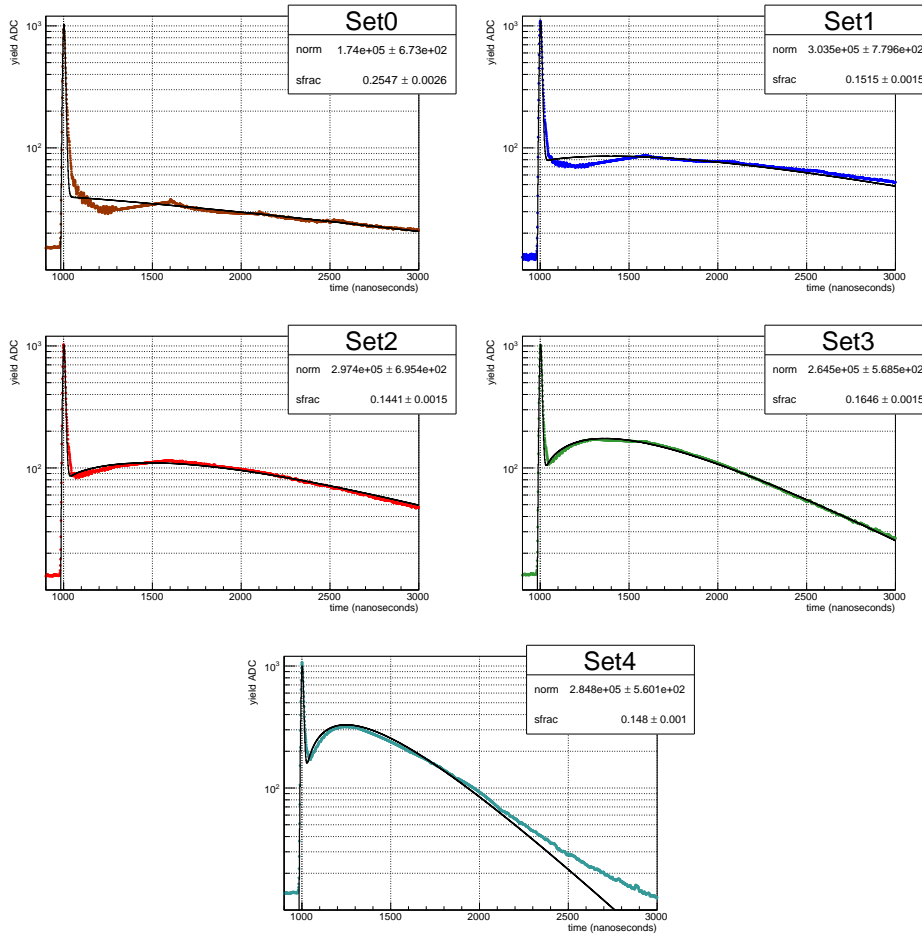 Set0
norm 1.74e+05 ± 6.73e+02
sfrac 0.2547 ± 0.0026
yield ADC
10³
10²
1000 1500 2000 2500 3000
time (nanoseconds)
Set1
norm 3.035e+05 ± 7.796e+02
sfrac 0.1515 ± 0.0015
yield ADC
10³
10²
1000 1500 2000 2500 3000
time (nanoseconds)
Set2
norm 2.974e+05 ± 6.954e+02
sfrac 0.1441 ± 0.0015
yield ADC
10³
10²
1000 1500 2000 2500 3000
time (nanoseconds)
Set3
norm 2.645e+05 ± 5.685e+02
sfrac 0.1646 ± 0.0015
yield ADC
10³
10²
1000 1500 2000 2500 3000
time (nanoseconds)
Set4
norm 2.848e+05 ± 5.601e+02
sfrac 0.148 ± 0.001
yield ADC
10³
10²
1000 1500 2000 2500 3000
time (nanoseconds)